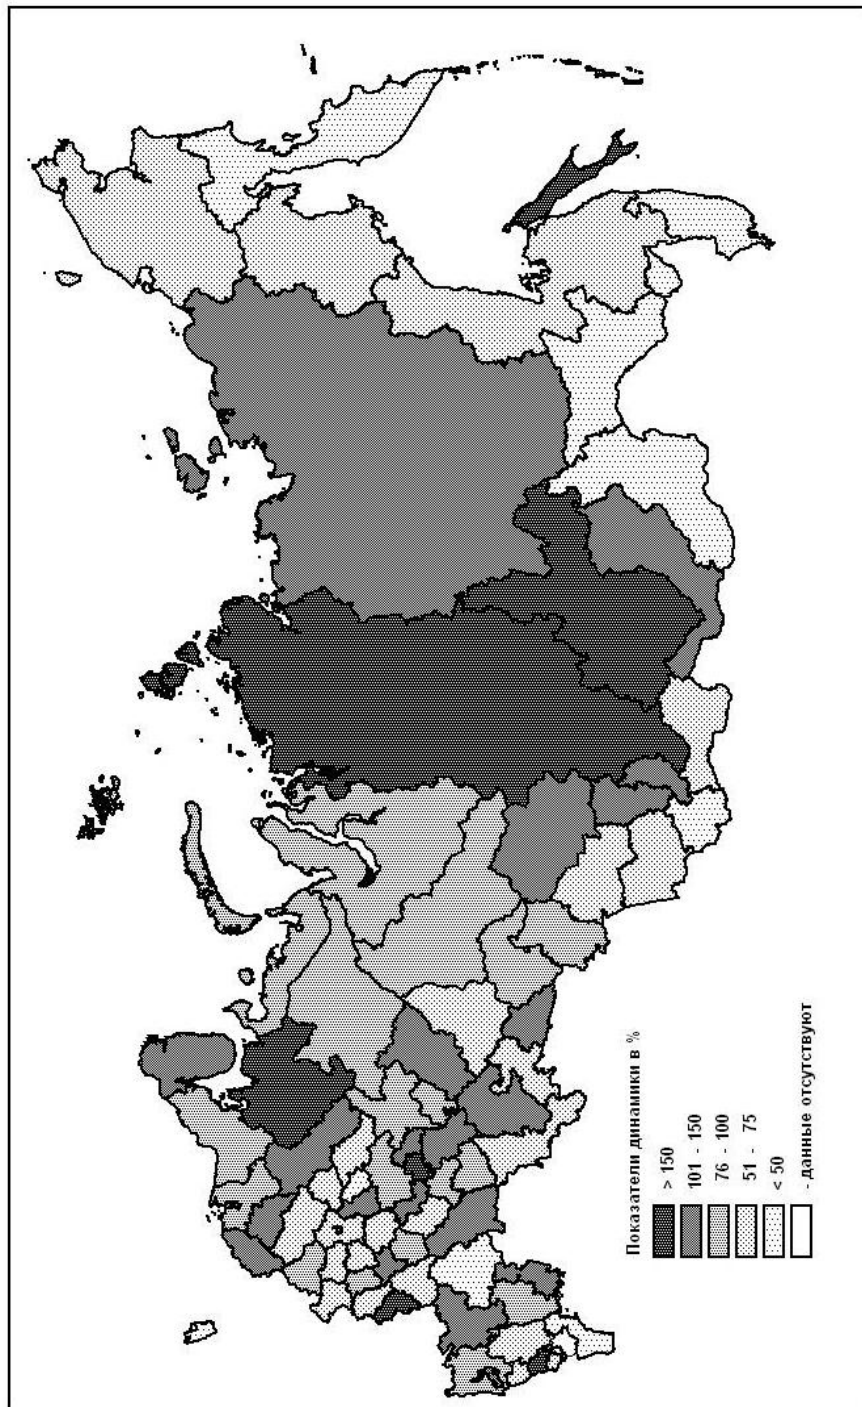 Показатели динамики в %
> 150
101 - 150
76 - 100
51 - 75
< 50
- данные отсутствуют